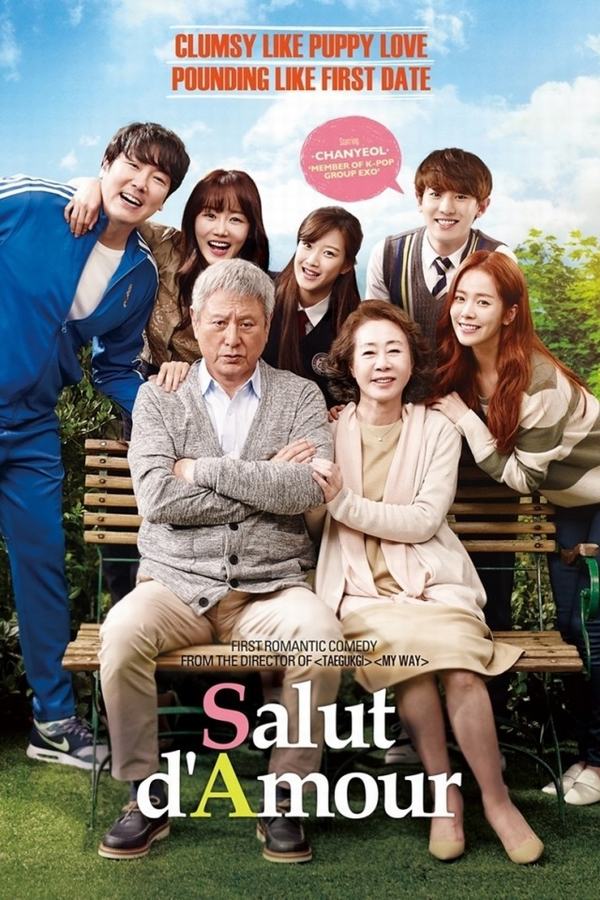 CLUMSY LIKE PUPPY LOVE
POUNDING LIKE FIRST DATE
Starring
·CHANYEOL·
'MEMBER OF K-POP
GROUP EXO'
FIRST ROMANTIC COMEDY
FROM THE DIRECTOR OF <TAEGUKGI> <MY WAY>
Salut
d'Amour